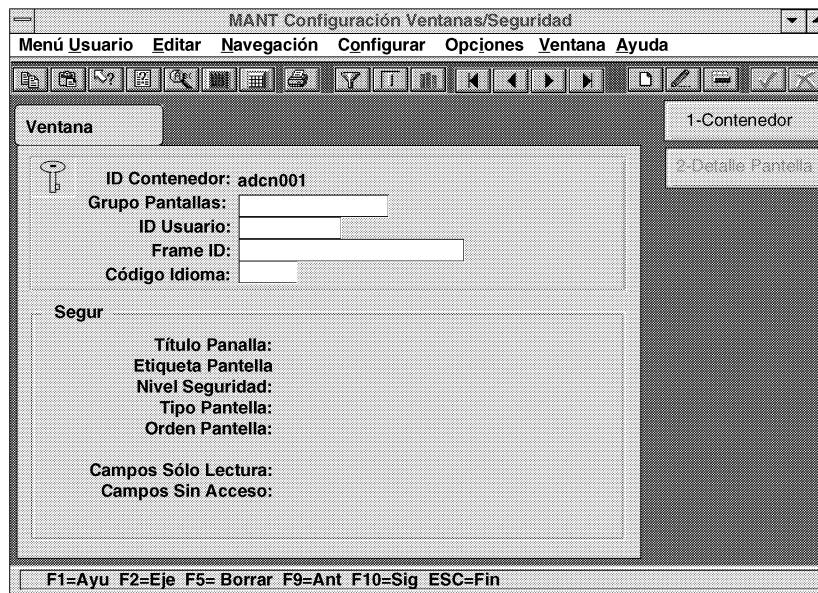 MANT Configuración Ventanas/Seguridad
Menú Usuario Editar Navegación Configurar Opciones Ventana Ayuda
Ventana
1-Contenedor
2-Detalle Pantella
ID Contenedor: adcn001
Grupo Pantallas:
ID Usuario:
Frame ID:
Código Idioma:
Segur
Título Panalla:
Etiqueta Pantella
Nivel Seguridad:
Tipo Pantella:
Orden Pantella:
Campos Sólo Lectura:
Campos Sin Acceso:
F1=Ayu F2=Eje F5= Borrar F9=Ant F10=Sig ESC=Fin